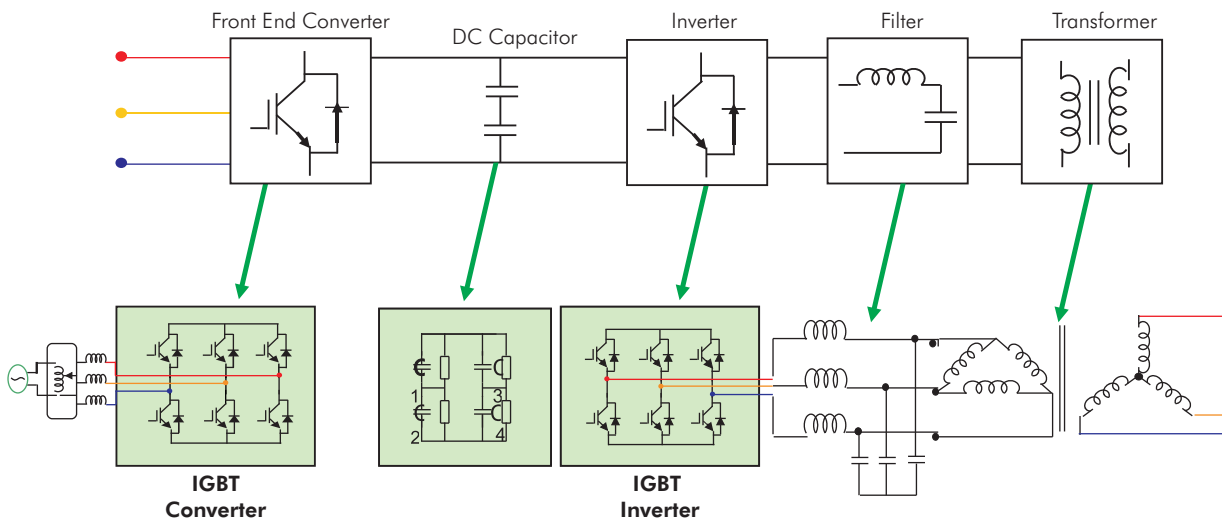 Front End Converter
DC Capacitor
Inverter
Filter
Transformer
1
2
3
4
IGBT
Converter
IGBT
Inverter